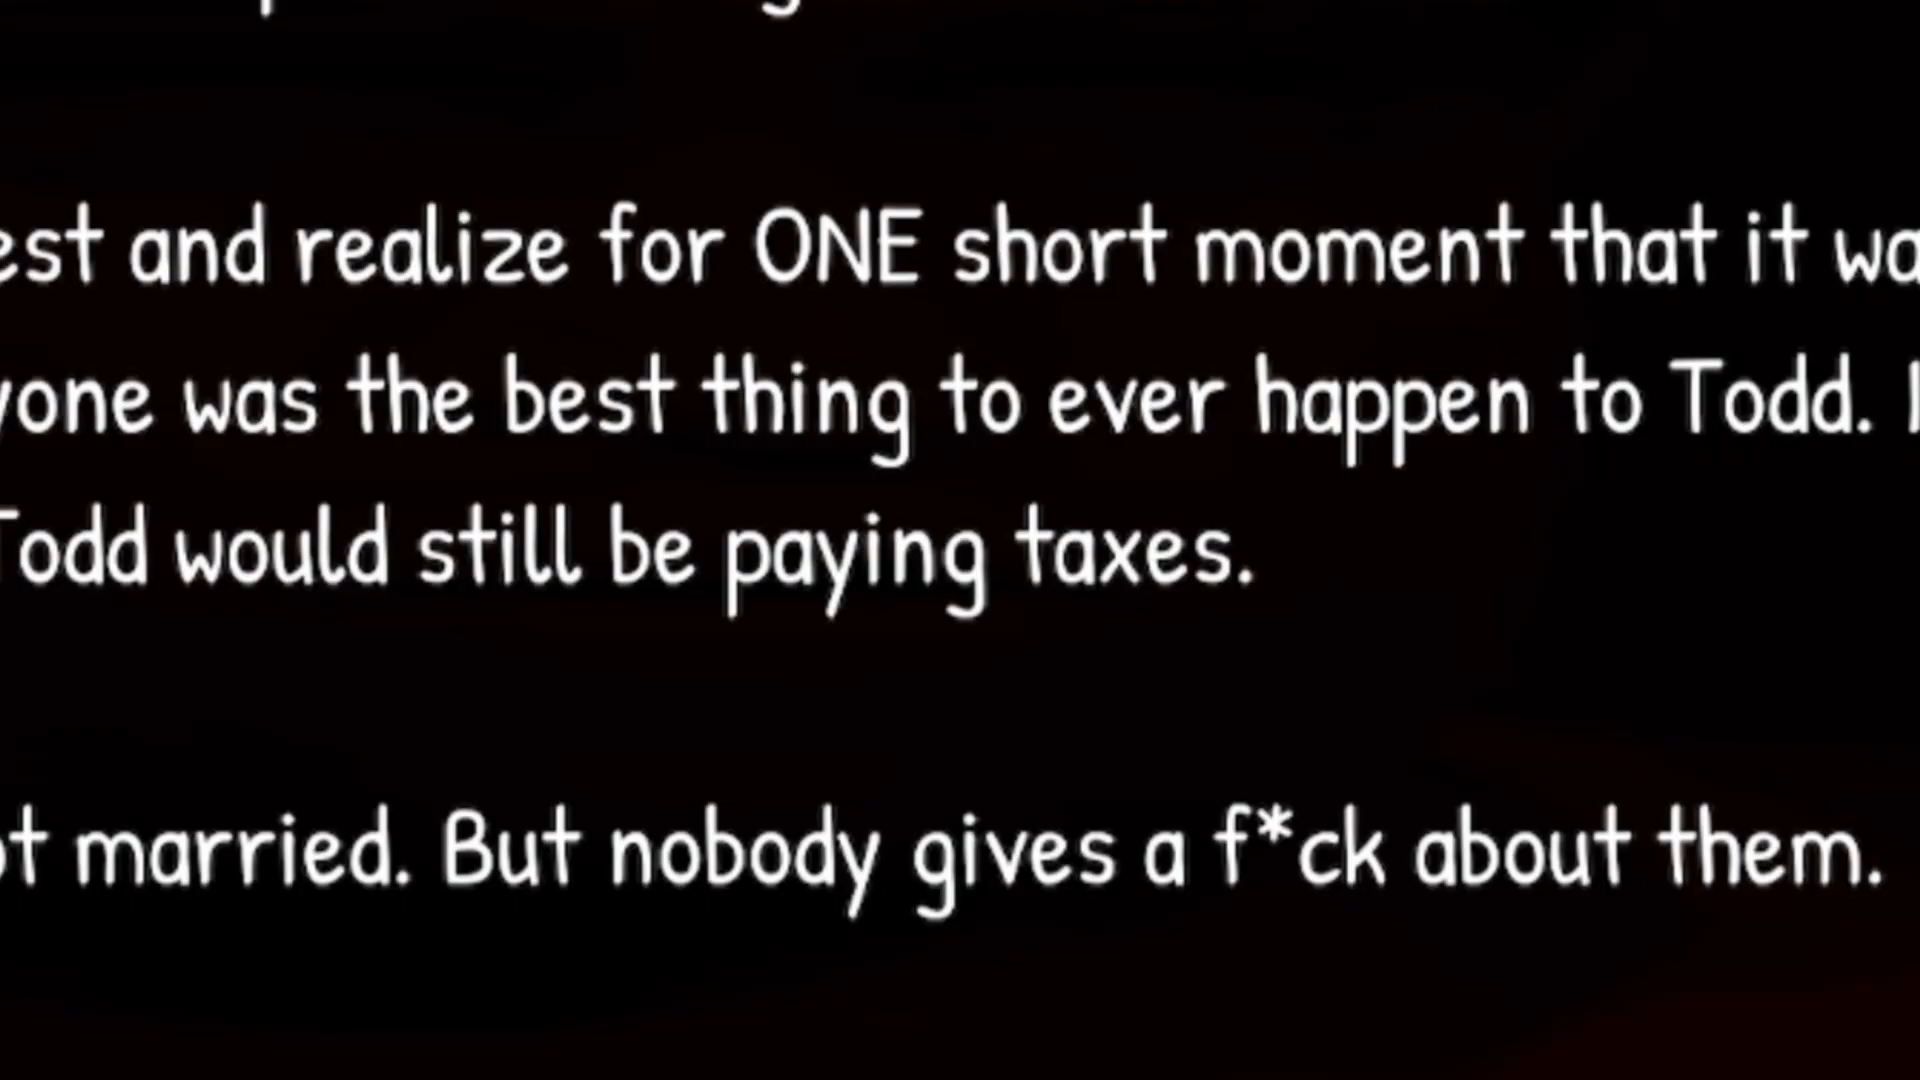 est and realize for ONE short moment that it wa
yone was the best thing to ever happen to Todd.
Todd would still be paying taxes.
ot married. But nobody gives a f*ck about them.